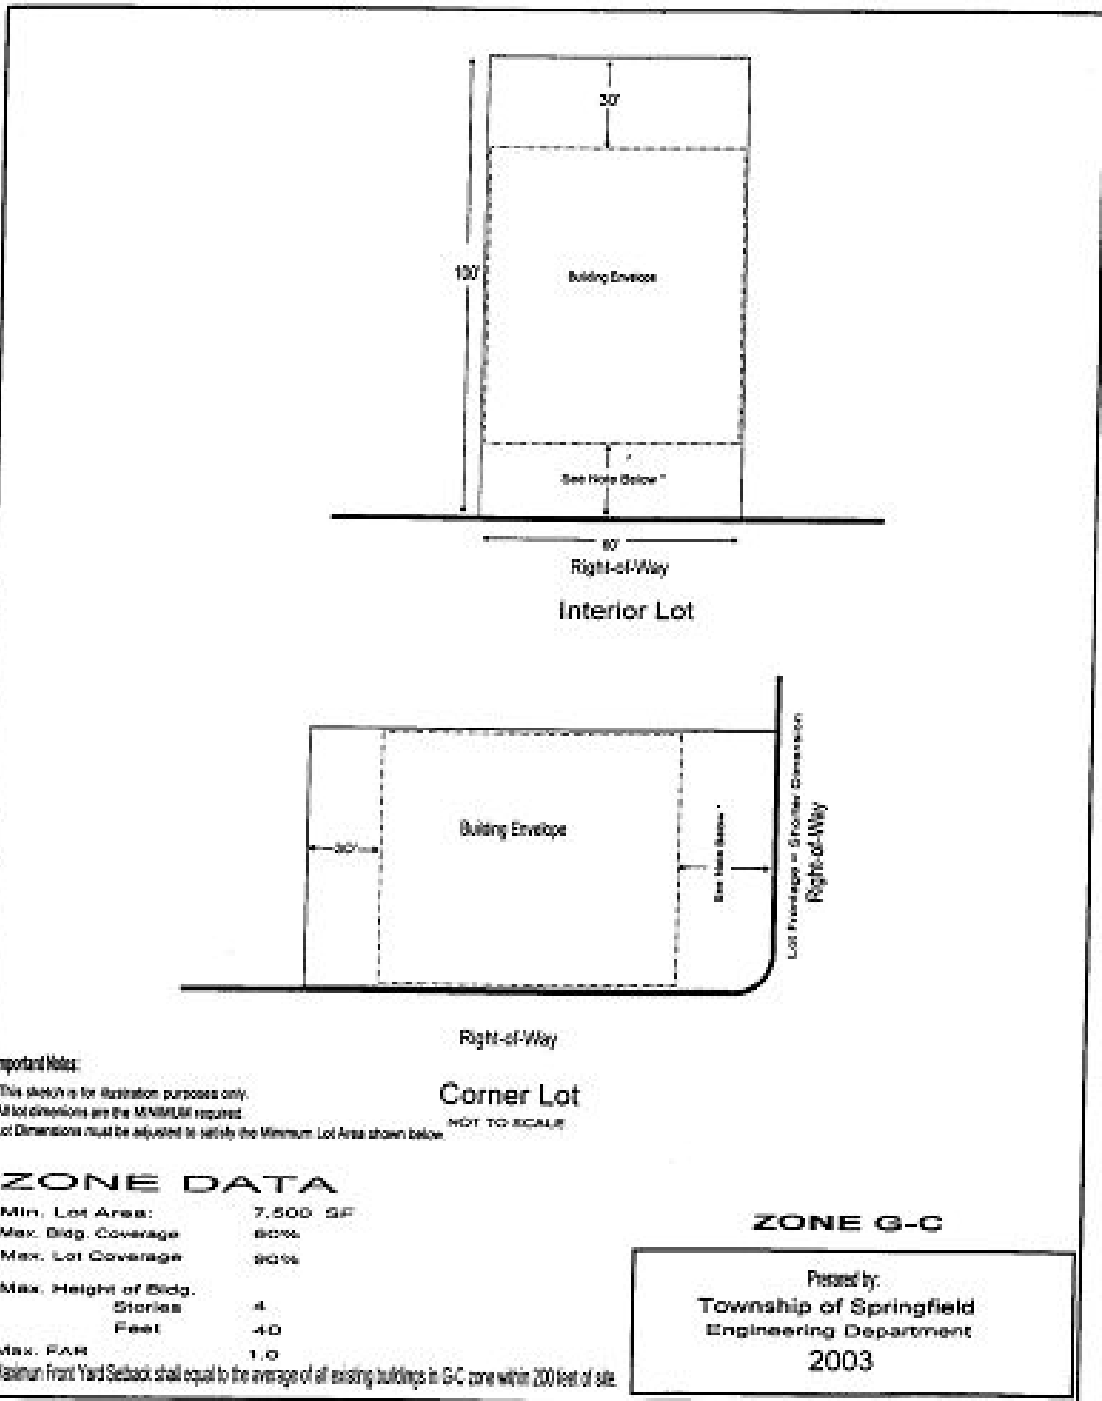 30'
100'
Building Envelope
See Note Below *
Right-of-Way
Interior Lot
Building Envelope
30'
See Note Below *
Lot Frontage = Shorter Dimension
Right-of-Way
Right-of-Way
Corner Lot
NOT TO SCALE
mportant Notes:
This sketch is for illustration purposes only.
All lot dimensions are the MINIMUM required.
ot Dimensions must be adjusted to satisfy the Minimum Lot Area shown below.
ZONE DATA
Min. Lot Area: 7,500 SF
Max. Bldg. Coverage
Max. Lot Coverage 90%
Max. Height of Bldg.
Stories 4
Feet 40
Max. FAR 1.0
Maximum Front Yard Setback shall equal to the average of all existing buildings in G-C zone within 200 feet of site.
ZONE G-C
Prepared by:
Township of Springfield
Engineering Department
2003